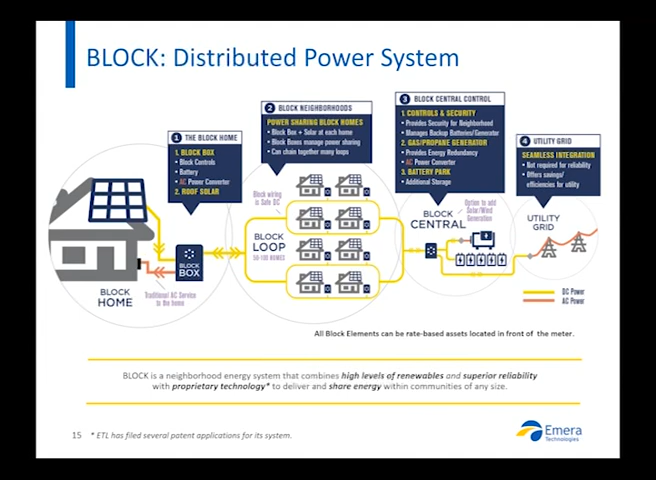 BLOCK: Distributed Power System
1 THE BLOCK HOME
1. BLOCK BOX
• Block Controls
• Battery
• AC Power Converter
2. ROOF SOLAR
2 BLOCK NEIGHBORHOODS
POWER SHARING BLOCK HOMES
• Block Box + Solar at each home
• Block Boxes manage power sharing
• Can chain together many loops
3 BLOCK CENTRAL CONTROL
1. CONTROLS & SECURITY
• Provides Security for Neighborhood
• Manages Backup Batteries/Generator
2. GAS/PROPANE GENERATOR
• Provides Energy Redundancy
• AC Power Converter
3. BATTERY PARK
• Additional Storage
4 UTILITY GRID
SEAMLESS INTEGRATION
• Not required for reliability
• Offers savings/
efficiencies for utility
BLOCK
HOME
Traditional AC Service
to the home
BLOCK
BOX
Block wiring
is Safe DC
BLOCK
LOOP
50-100 HOMES
BLOCK
CENTRAL
Option to add
Solar/Wind
Generation
UTILITY
GRID
DC Power
AC Power
All Block Elements can be rate-based assets located in front of the meter.
BLOCK is a neighborhood energy system that combines high levels of renewables and superior reliability
with proprietary technology* to deliver and share energy within communities of any size.
15 * ETL has filed several patent applications for its system.
Emera
Technologies